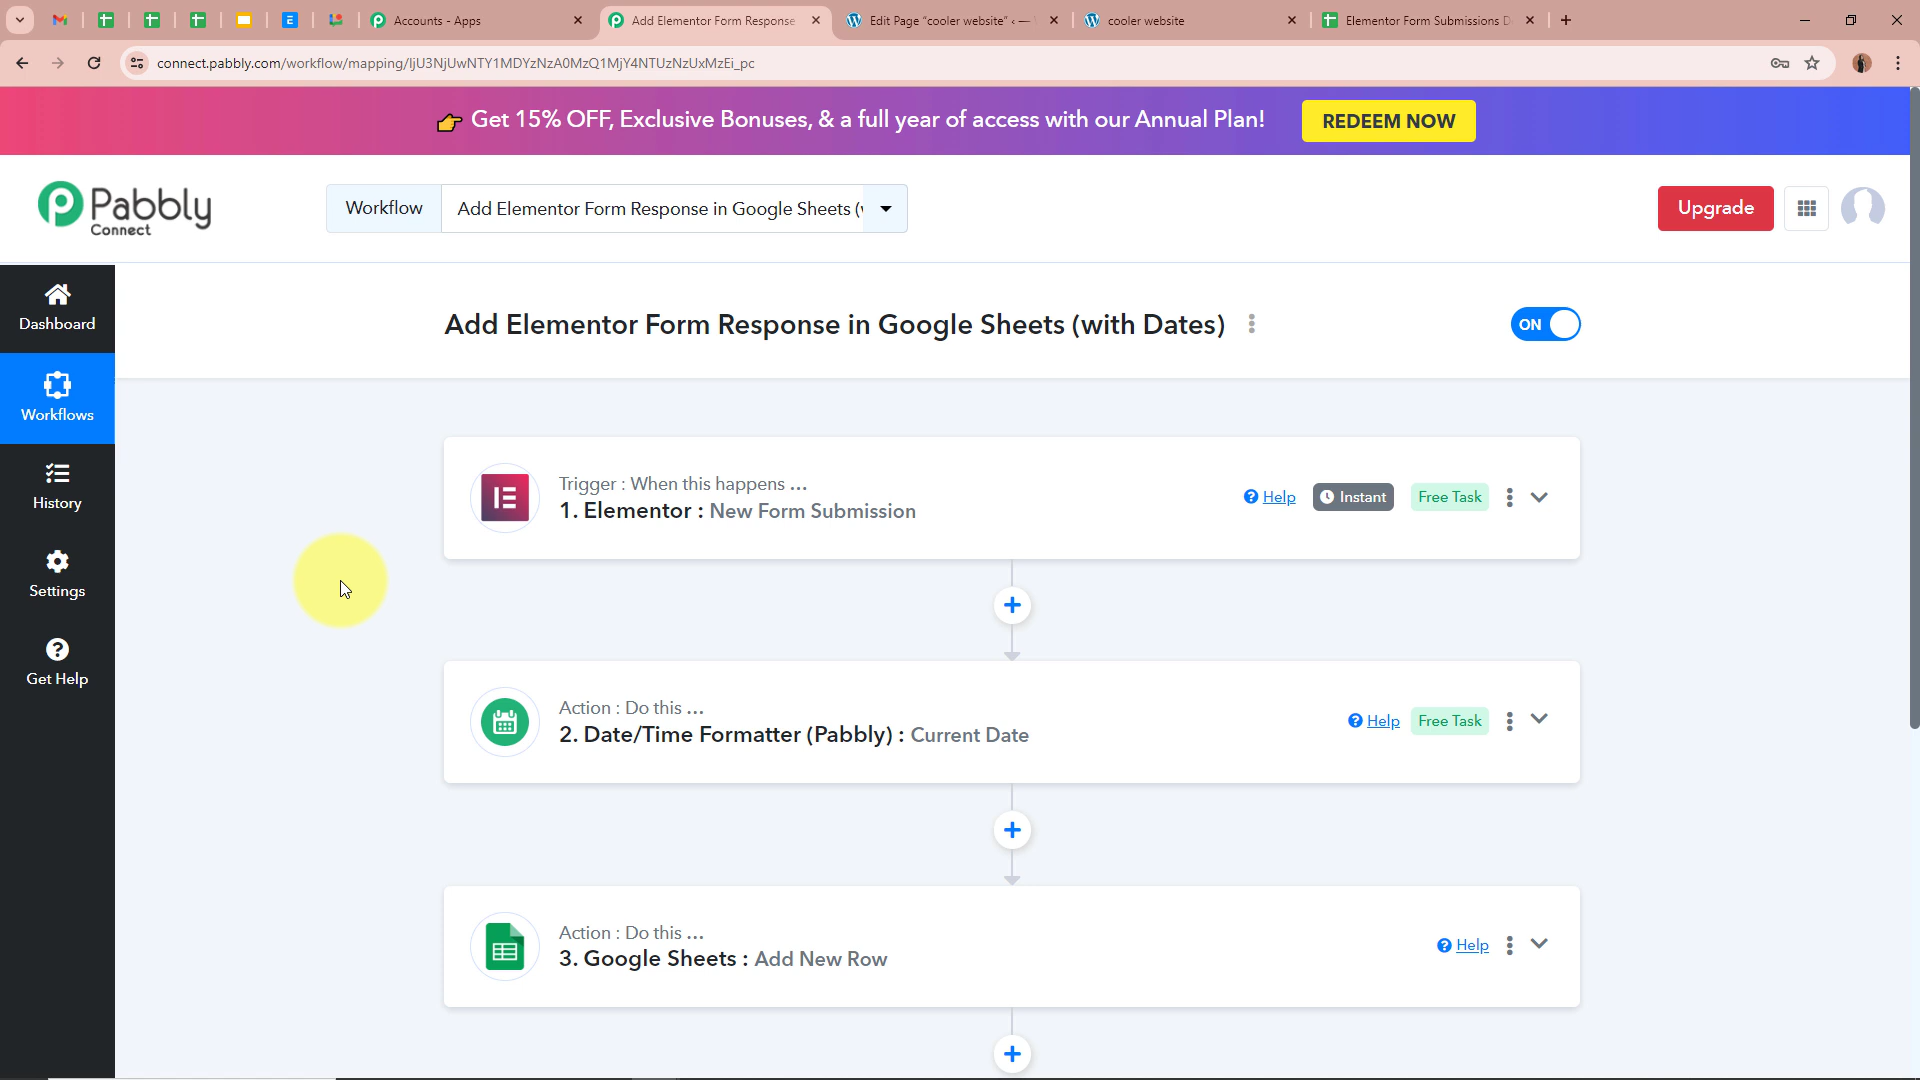 Accounts - Apps
Add Elementor Form Response
Edit Page "cooler website" ‹ —
cooler website
Elementor Form Submissions D
connect.pabbly.com/workflow/mapping/IjU3NjUwNTY1MDYzNzA0MzQ1MjY4NTUzNzUxMzEi_pc
Get 15% OFF, Exclusive Bonuses, & a full year of access with our Annual Plan!
REDEEM NOW
Pabbly
Connect
Workflow
Add Elementor Form Response in Google Sheets (
Upgrade
Dashboard
Workflows
History
Settings
Get Help
Add Elementor Form Response in Google Sheets (with Dates)
ON
Trigger : When this happens ...
1. Elementor : New Form Submission
Help
Instant
Free Task
Action : Do this ...
2. Date/Time Formatter (Pabbly) : Current Date
Help
Free Task
Action : Do this ...
3. Google Sheets : Add New Row
Help